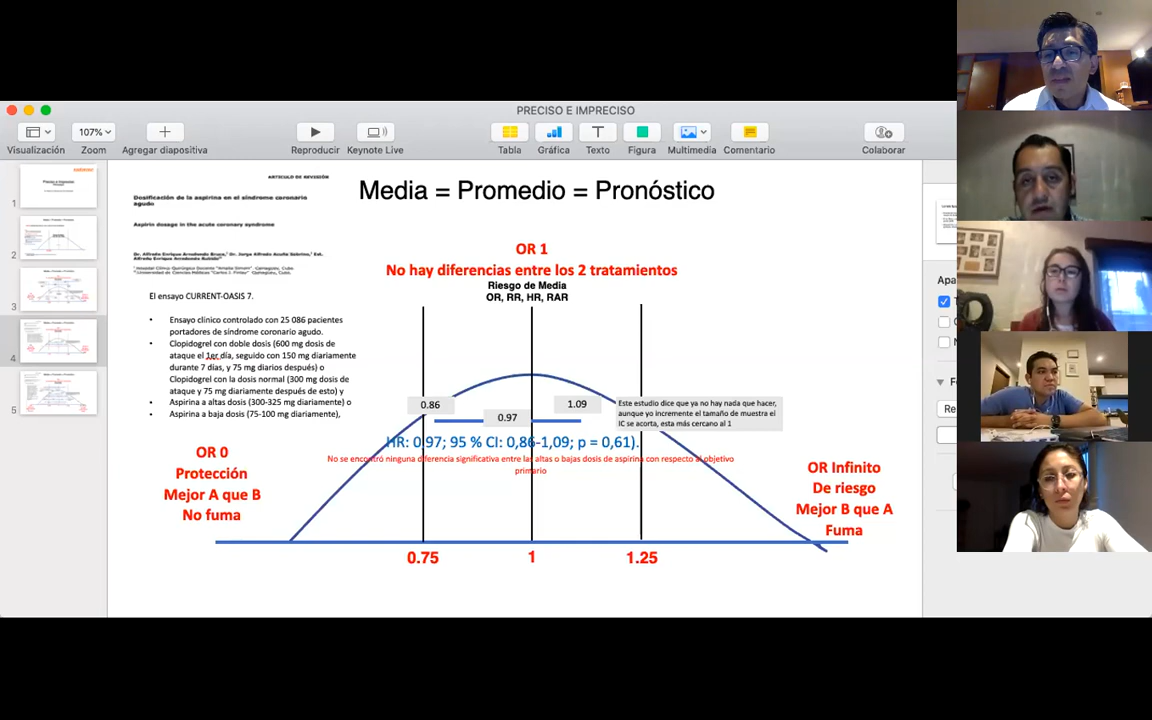 PRECISO E IMPRECISO
107%
Visualización
Zoom
Agregar diapositiva
Reproducir
Keynote Live
Tabla
Gráfica
Texto
Figura
Multimedia
Comentario
Colaborar
1
2
3
4
5
ARTICULO DE REVISIÓN
Dosificación de la aspirina en el síndrome coronario
agudo
Aspirin dosage in the acute coronary syndrome
Media = Promedio = Pronóstico
OR 1
No hay diferencias entre los 2 tratamientos
Riesgo de Media
OR, RR, HR, RAR
El ensayo CURRENT-OASIS 7.
• Ensayo clínico controlado con 25 086 pacientes
portadores de síndrome coronario agudo.
• Clopidogrel con doble dosis (600 mg dosis de
ataque el 1er día, seguido con 150 mg diariamente
durante 7 días, y 75 mg diarios después) o
Clopidogrel con la dosis normal (300 mg dosis de
ataque y 75 mg diariamente después de esto) y
• Aspirina a altas dosis (300-325 mg diariamente) o
• Aspirina a baja dosis (75-100 mg diariamente),
0.86
0.97
1.09
Este estudio dice que ya no hay nada que hacer,
aunque yo incremente el tamaño de muestra el
IC se acorta, esta más cercano al 1
HR: 0.97; 95 % CI: 0,86-1,09; p = 0,61).
No se encontró ninguna diferencia significativa entre las altas o bajas dosis de aspirina con respecto al objetivo
primario
OR 0
Protección
Mejor A que B
No fuma
OR Infinito
De riesgo
Mejor B que A
Fuma
0.75
1
1.25
Apa
Re